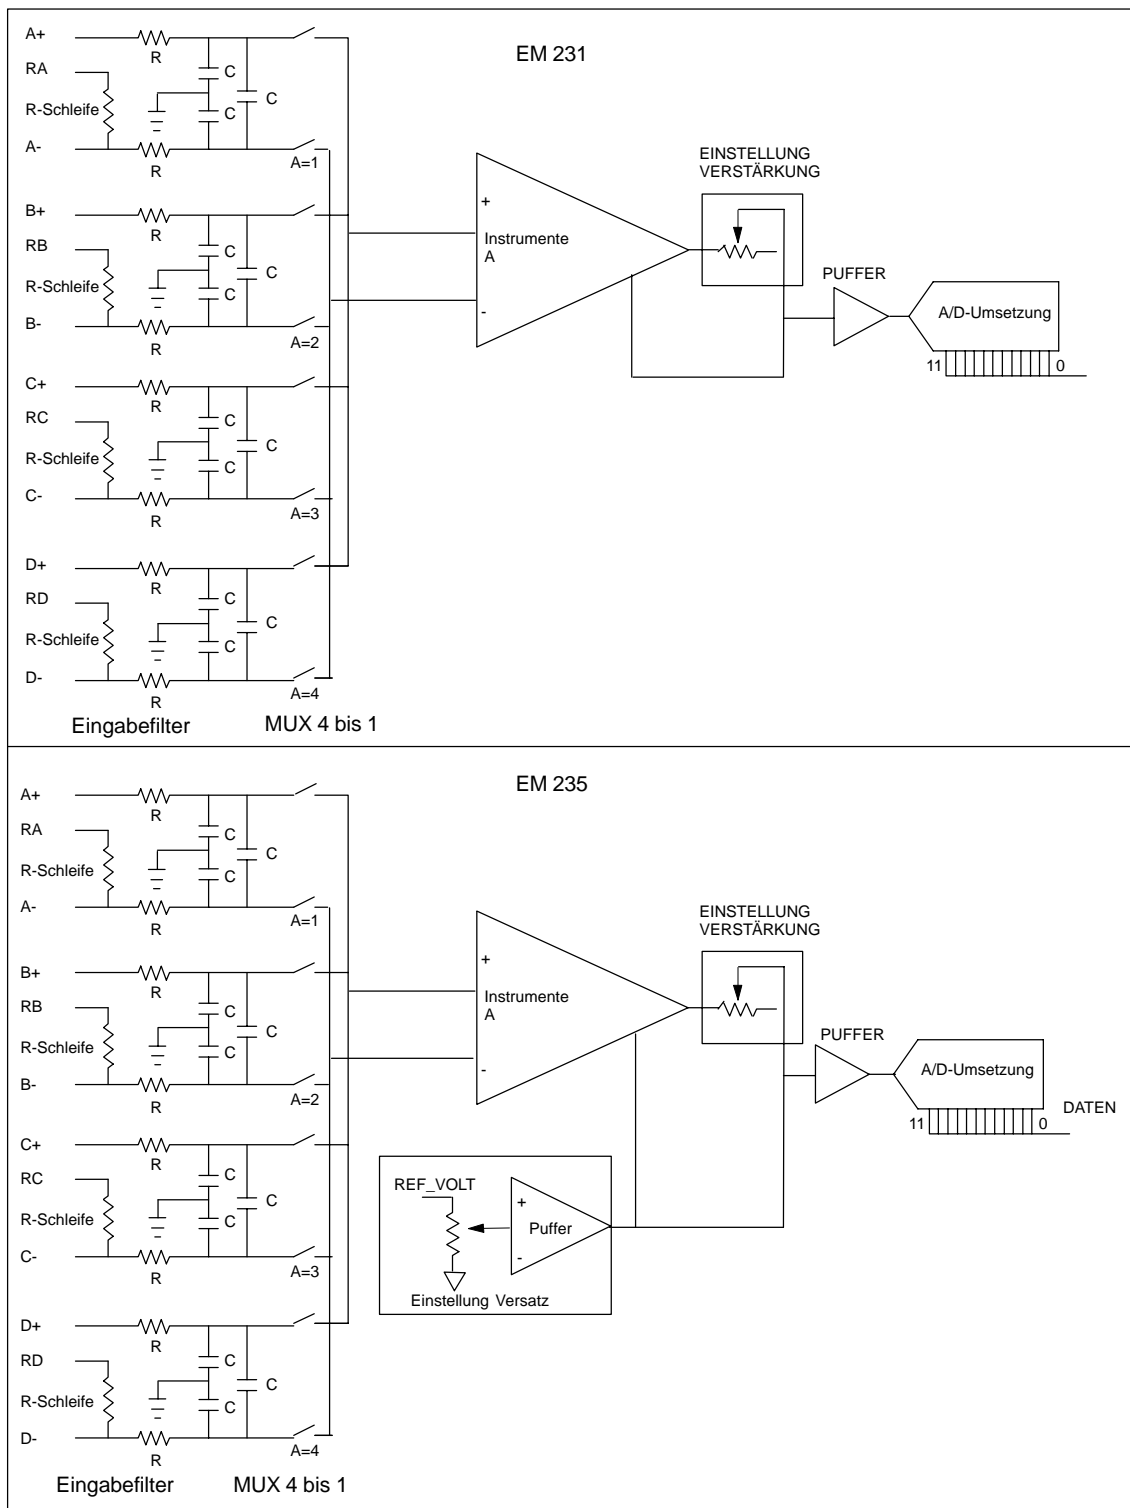 EM 231
A+
R
RA
C
R-Schleife
C
C
A-
R
A=1
B+
R
RB
C
R-Schleife
C
C
B-
R
A=2
C+
R
RC
C
R-Schleife
C
C
C-
R
A=3
D+
R
RD
C
R-Schleife
C
C
D-
R
A=4
Eingabefilter
MUX 4 bis 1
+
Instrumente
A
-
EINSTELLUNG
VERSTÄRKUNG
PUFFER
A/D-Umsetzung
11
0
EM 235
A+
R
RA
C
R-Schleife
C
C
A-
R
A=1
B+
R
RB
C
R-Schleife
C
C
B-
R
A=2
C+
R
RC
C
R-Schleife
C
C
C-
R
A=3
D+
R
RD
C
R-Schleife
C
C
D-
R
A=4
Eingabefilter
MUX 4 bis 1
+
Instrumente
A
-
EINSTELLUNG
VERSTÄRKUNG
PUFFER
A/D-Umsetzung
DATEN
11
0
REF_VOLT
+
Puffer
-
Einstellung Versatz